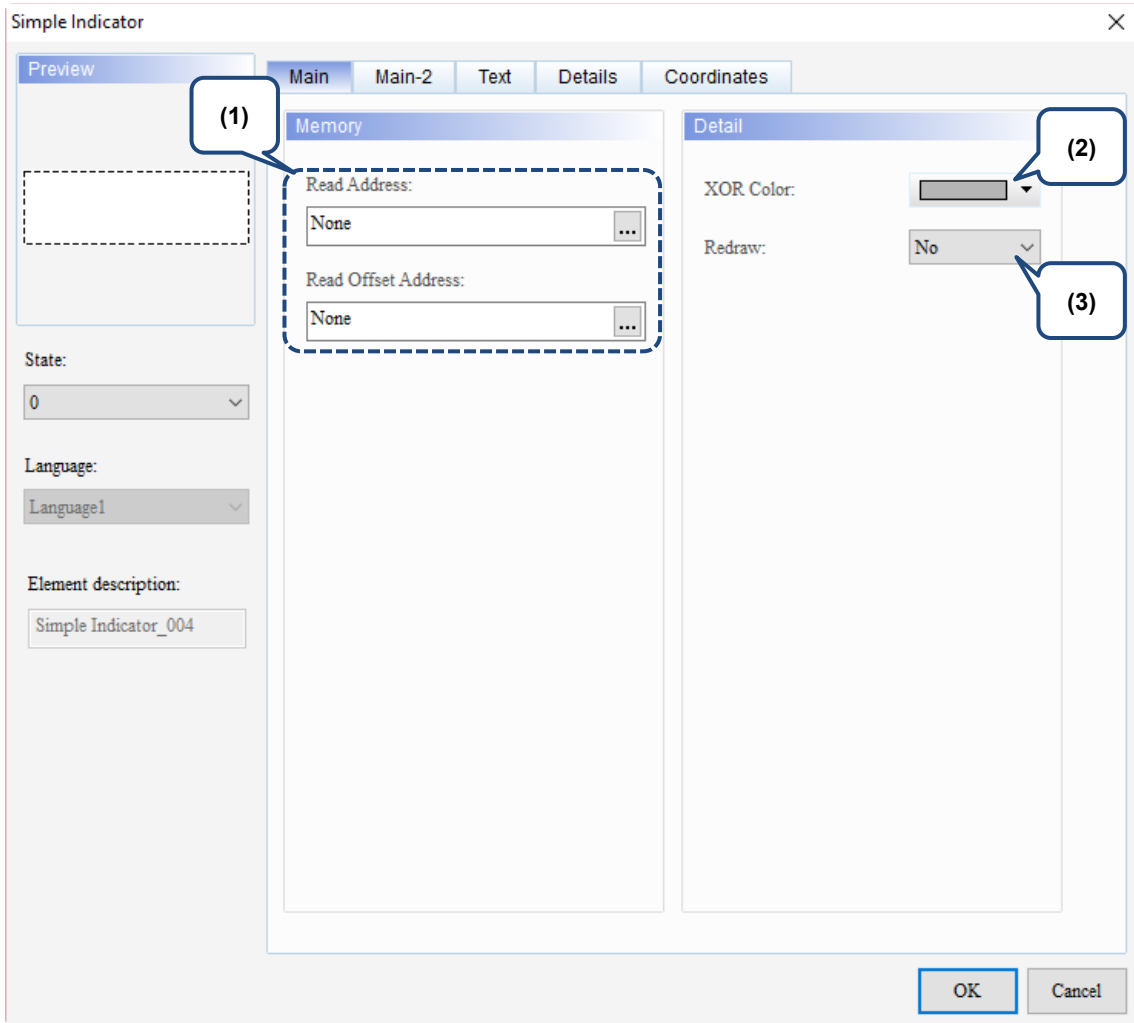 Simple Indicator
Preview
Main
Main-2
Text
Details
Coordinates
(1)
Memory
Read Address:
None
...
Read Offset Address:
None
...
Detail
(2)
XOR Color:
Redraw:
No
(3)
State:
0
Language:
Language1
Element description:
Simple Indicator_004
OK
Cancel